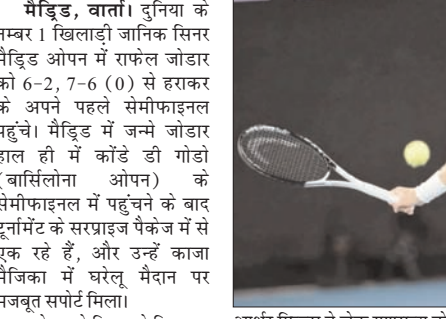 मैड्रिड, वार्ता। दुनिया के
नम्बर 1 खिलाड़ी जानिक सिनर
मैड्रिड ओपन में राफेल जोडार
को 6-2, 7-6 (0) से हराकर
के अपने पहले सेमीफाइनल
पहुंचे। मैड्रिड में जन्मे जोडार
हाल ही में कोंडे डी गोडो
(बार्सिलोना ओपन) के
सेमीफाइनल में पहुंचने के बाद
टूर्नामेंट के सरप्राइज पैकेज में से
एक रहे हैं, और उन्हें काजा
मैजिका में घरेलू मैदान पर
मजबूत सपोर्ट मिला।